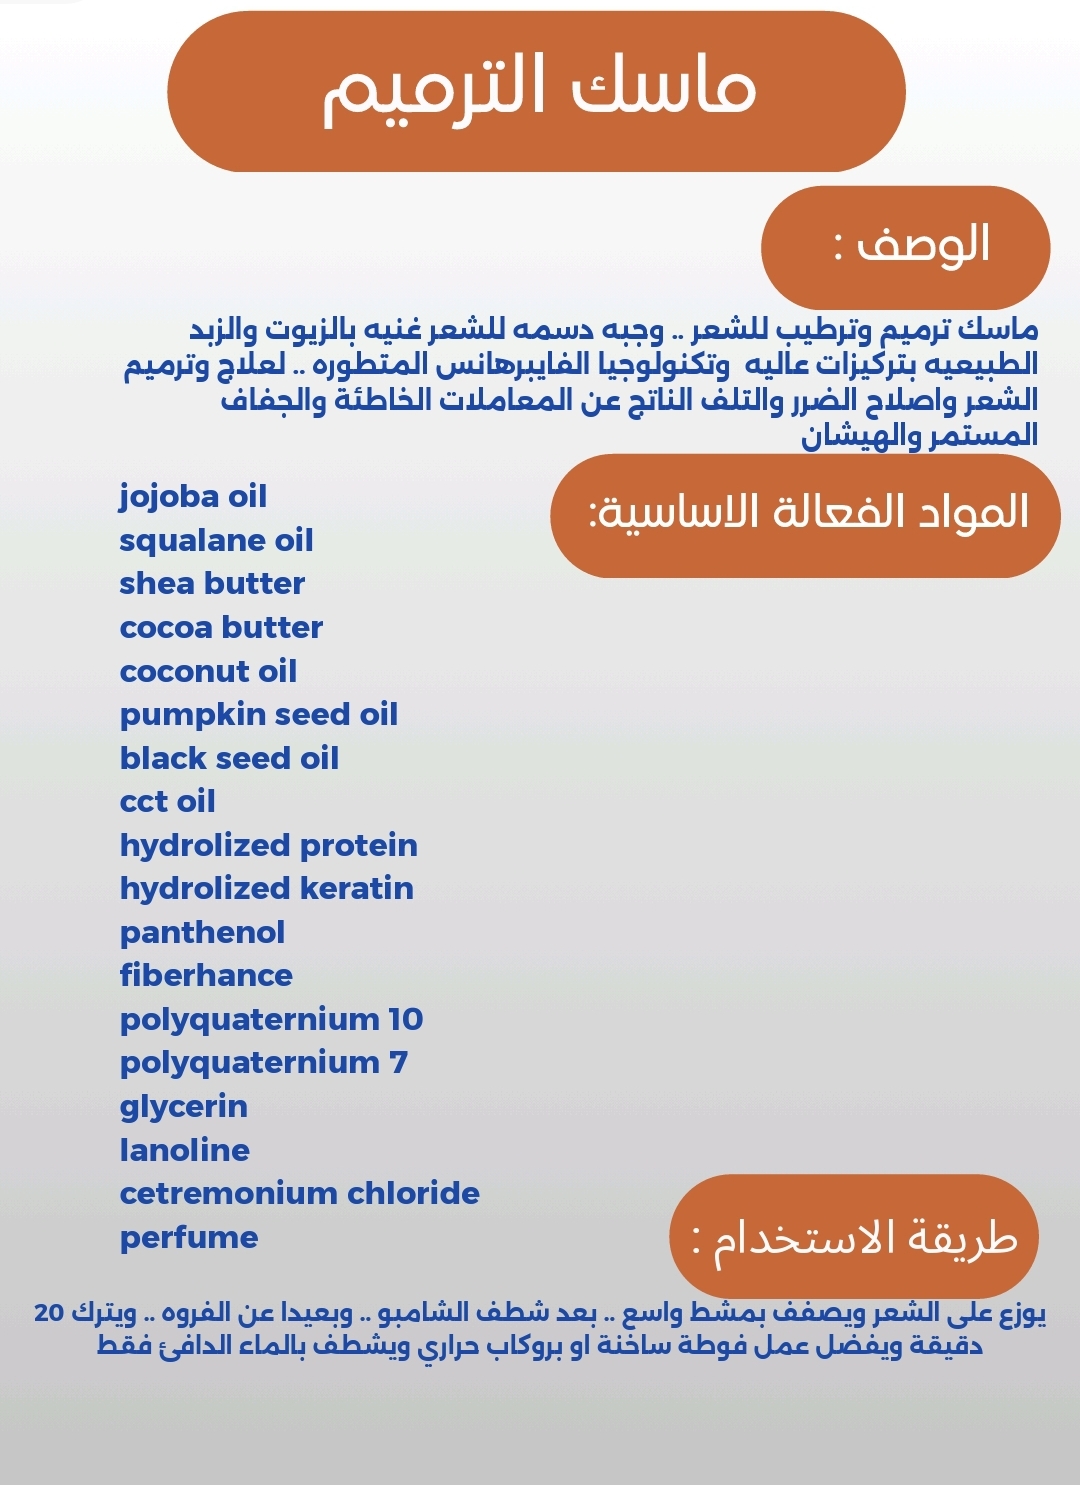 ماسك الترميم
الوصف :
ماسك ترميم وترطيب للشعر .. وجبه دسمه للشعر غنيه بالزيوت والزبد
الطبيعيه بتركيزات عاليه وتكنولوجيا الفايبرهانس المتطوره .. لعلاج وترميم
الشعر واصلاح الضرر والتلف الناتج عن المعاملات الخاطئة والجفاف
المستمر والهيشان
المواد الفعالة الاساسية:
jojoba oil
squalane oil
shea butter
cocoa butter
coconut oil
pumpkin seed oil
black seed oil
cct oil
hydrolized protein
hydrolized keratin
panthenol
fiberhance
polyquaternium 10
polyquaternium 7
glycerin
lanoline
cetremonium chloride
perfume
طريقة الاستخدام :
يوزع على الشعر ويصفف بمشط واسع .. بعد شطف الشامبو .. وبعيدا عن الفروه .. ويترك 20
دقيقة ويفضل عمل فوطة ساخنة او بروكاب حراري ويشطف بالماء الدافئ فقط